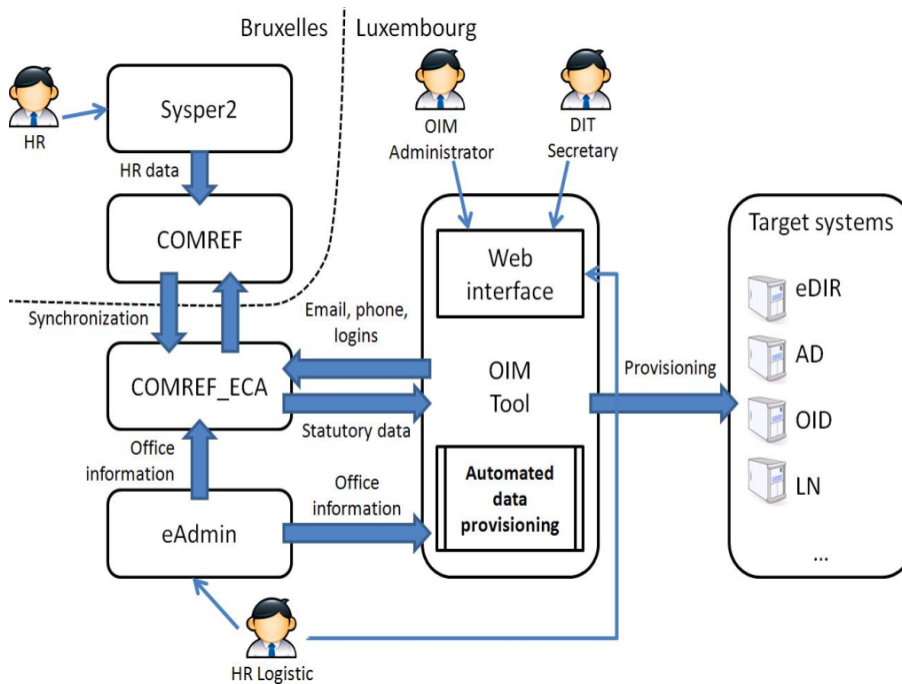 Bruxelles
Luxembourg
HR
Sysper2
OIM
Administrator
DIT
Secretary
HR data
COMREF
Web
interface
Target systems
eDIR
AD
OID
LN
...
Synchronization
Email, phone,
logins
COMREF_ECA
OIM
Tool
Provisioning
Statutory data
Office
information
Office
information
Automated
data
provisioning
eAdmin
HR Logistic